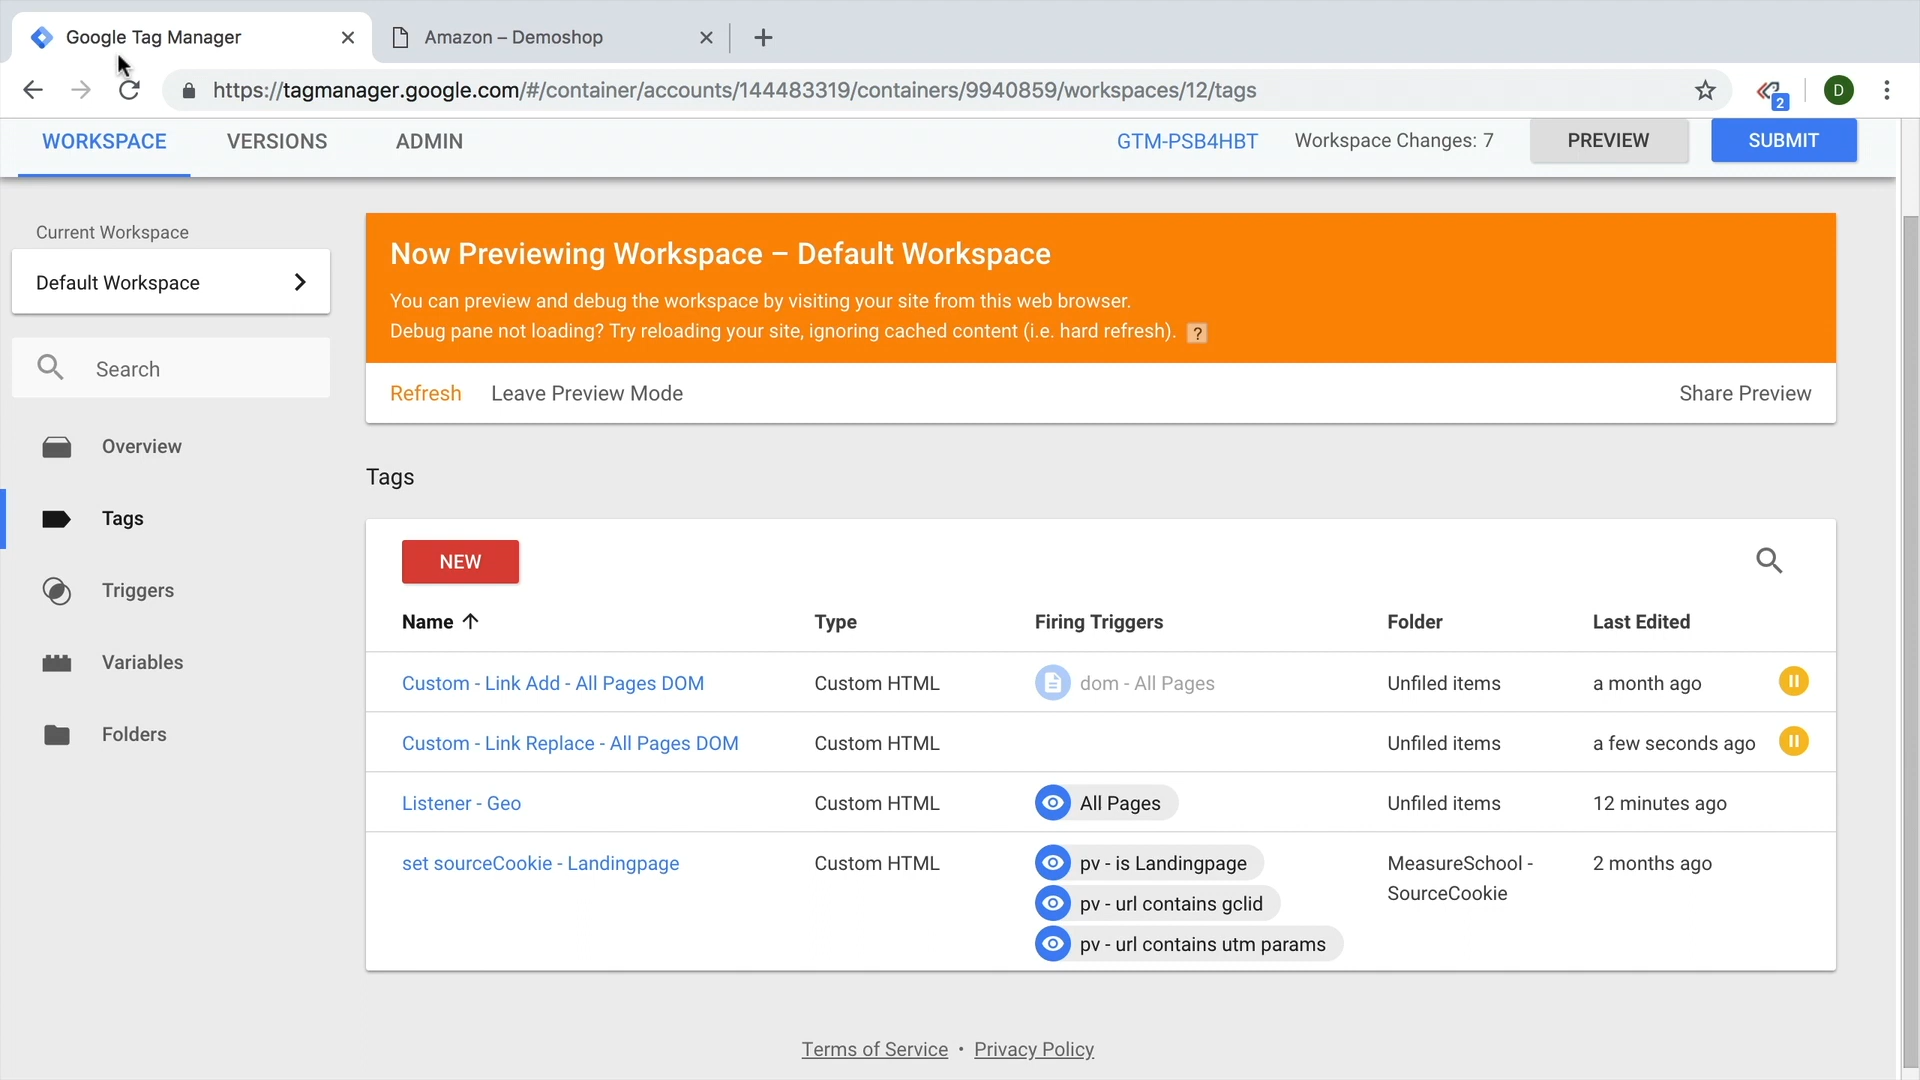 Google Tag Manager
Amazon – Demoshop
https://tagmanager.google.com/#/container/accounts/144483319/containers/9940859/workspaces/12/tags
2
D
WORKSPACE
VERSIONS
ADMIN
GTM-PSB4HBT
Workspace Changes: 7
PREVIEW
SUBMIT
Current Workspace
Default Workspace
Search
Overview
Tags
Triggers
Variables
Folders
Now Previewing Workspace – Default Workspace
You can preview and debug the workspace by visiting your site from this web browser.
Debug pane not loading? Try reloading your site, ignoring cached content (i.e. hard refresh). ?
Refresh
Leave Preview Mode
Share Preview
Tags
NEW
Name Type Firing Triggers Folder Last Edited
Custom - Link Add - All Pages DOM Custom HTML dom - All Pages Unfiled items a month ago
Custom - Link Replace - All Pages DOM Custom HTML Unfiled items a few seconds ago
Listener - Geo Custom HTML All Pages Unfiled items 12 minutes ago
set sourceCookie - Landingpage Custom HTML pv - is Landingpage MeasureSchool - 2 months ago
pv - url contains gclid SourceCookie
pv - url contains utm params
Terms of Service • Privacy Policy